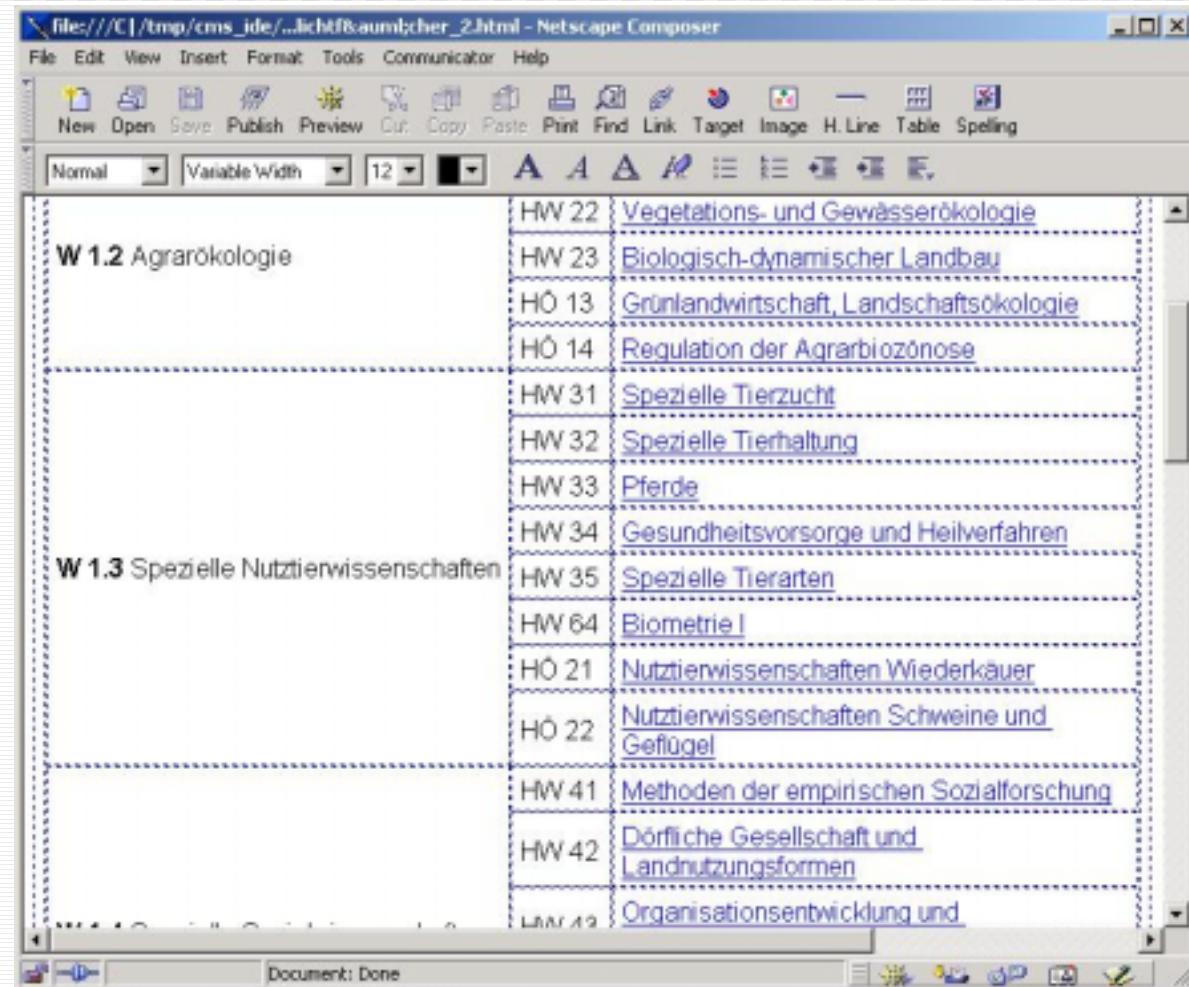 file:///C|/tmp/cms_ide/...lichtf&auml;cher_2.html - Netscape Composer
File Edit View Insert Format Tools Communicator Help
New Open Save Publish Preview Cut Copy Paste Print Find Link Target Image H. Line Table Spelling
Normal Variable Width 12
HW 22 Vegetations- und Gewässerökologie
W 1.2 Agrarökologie
HW 23 Biologisch-dynamischer Landbau
HÖ 13 Grünlandwirtschaft, Landschaftsökologie
HÖ 14 Regulation der Agrarbiozönose
HW 31 Spezielle Tierzucht
HW 32 Spezielle Tierhaltung
HW 33 Pferde
HW 34 Gesundheitsvorsorge und Heilverfahren
W 1.3 Spezielle Nutztierwissenschaften
HW 35 Spezielle Tierarten
HW 64 Biometrie I
HÖ 21 Nutztierwissenschaften Wiederkäuer
HÖ 22 Nutztierwissenschaften Schweine und
Geflügel
HW 41 Methoden der empirischen Sozialforschung
HW 42 Dörfliche Gesellschaft und
Landnutzungsformen
HW 43 Organisationsentwicklung und
Document: Done